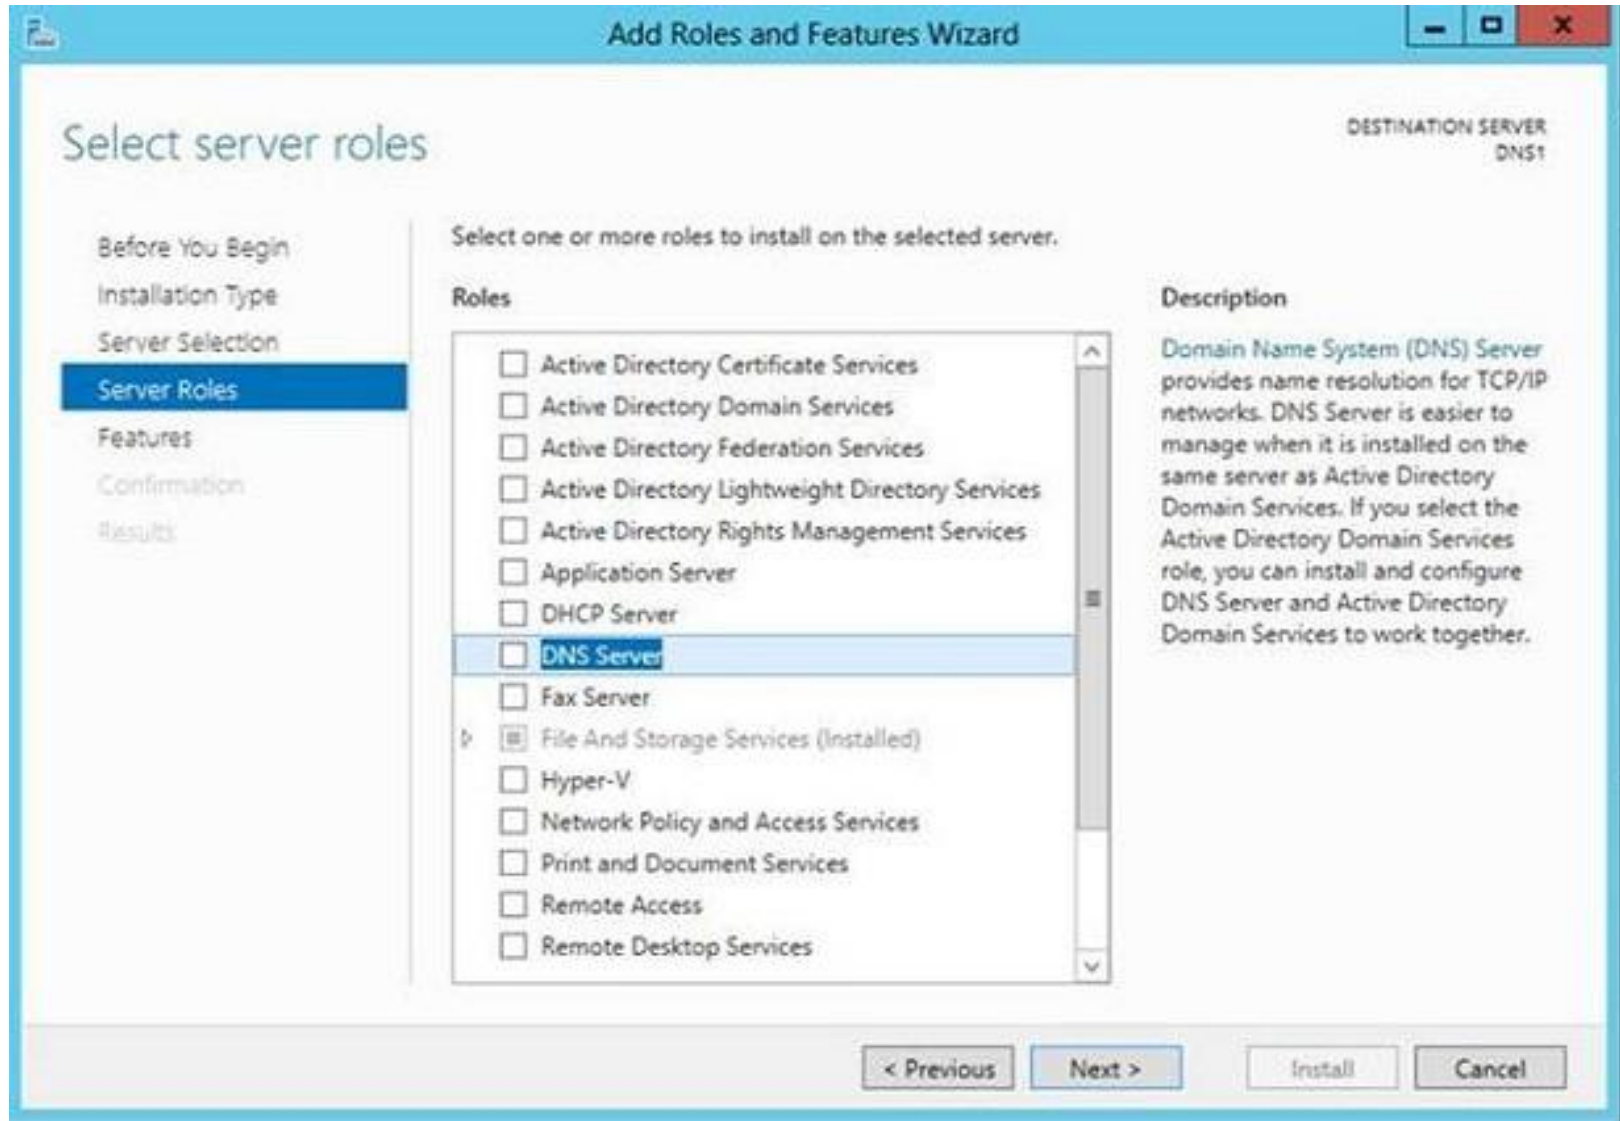 Add Roles and Features Wizard
Select server roles
DESTINATION SERVER
DNS1
Before You Begin
Installation Type
Server Selection
Server Roles
Features
Confirmation
Results
Select one or more roles to install on the selected server.
Roles
Active Directory Certificate Services
Active Directory Domain Services
Active Directory Federation Services
Active Directory Lightweight Directory Services
Active Directory Rights Management Services
Application Server
DHCP Server
DNS Server
Fax Server
File And Storage Services (Installed)
Hyper-V
Network Policy and Access Services
Print and Document Services
Remote Access
Remote Desktop Services
Description
Domain Name System (DNS) Server
provides name resolution for TCP/IP
networks. DNS Server is easier to
manage when it is installed on the
same server as Active Directory
Domain Services. If you select the
Active Directory Domain Services
role, you can install and configure
DNS Server and Active Directory
Domain Services to work together.
< Previous
Next >
Install
Cancel